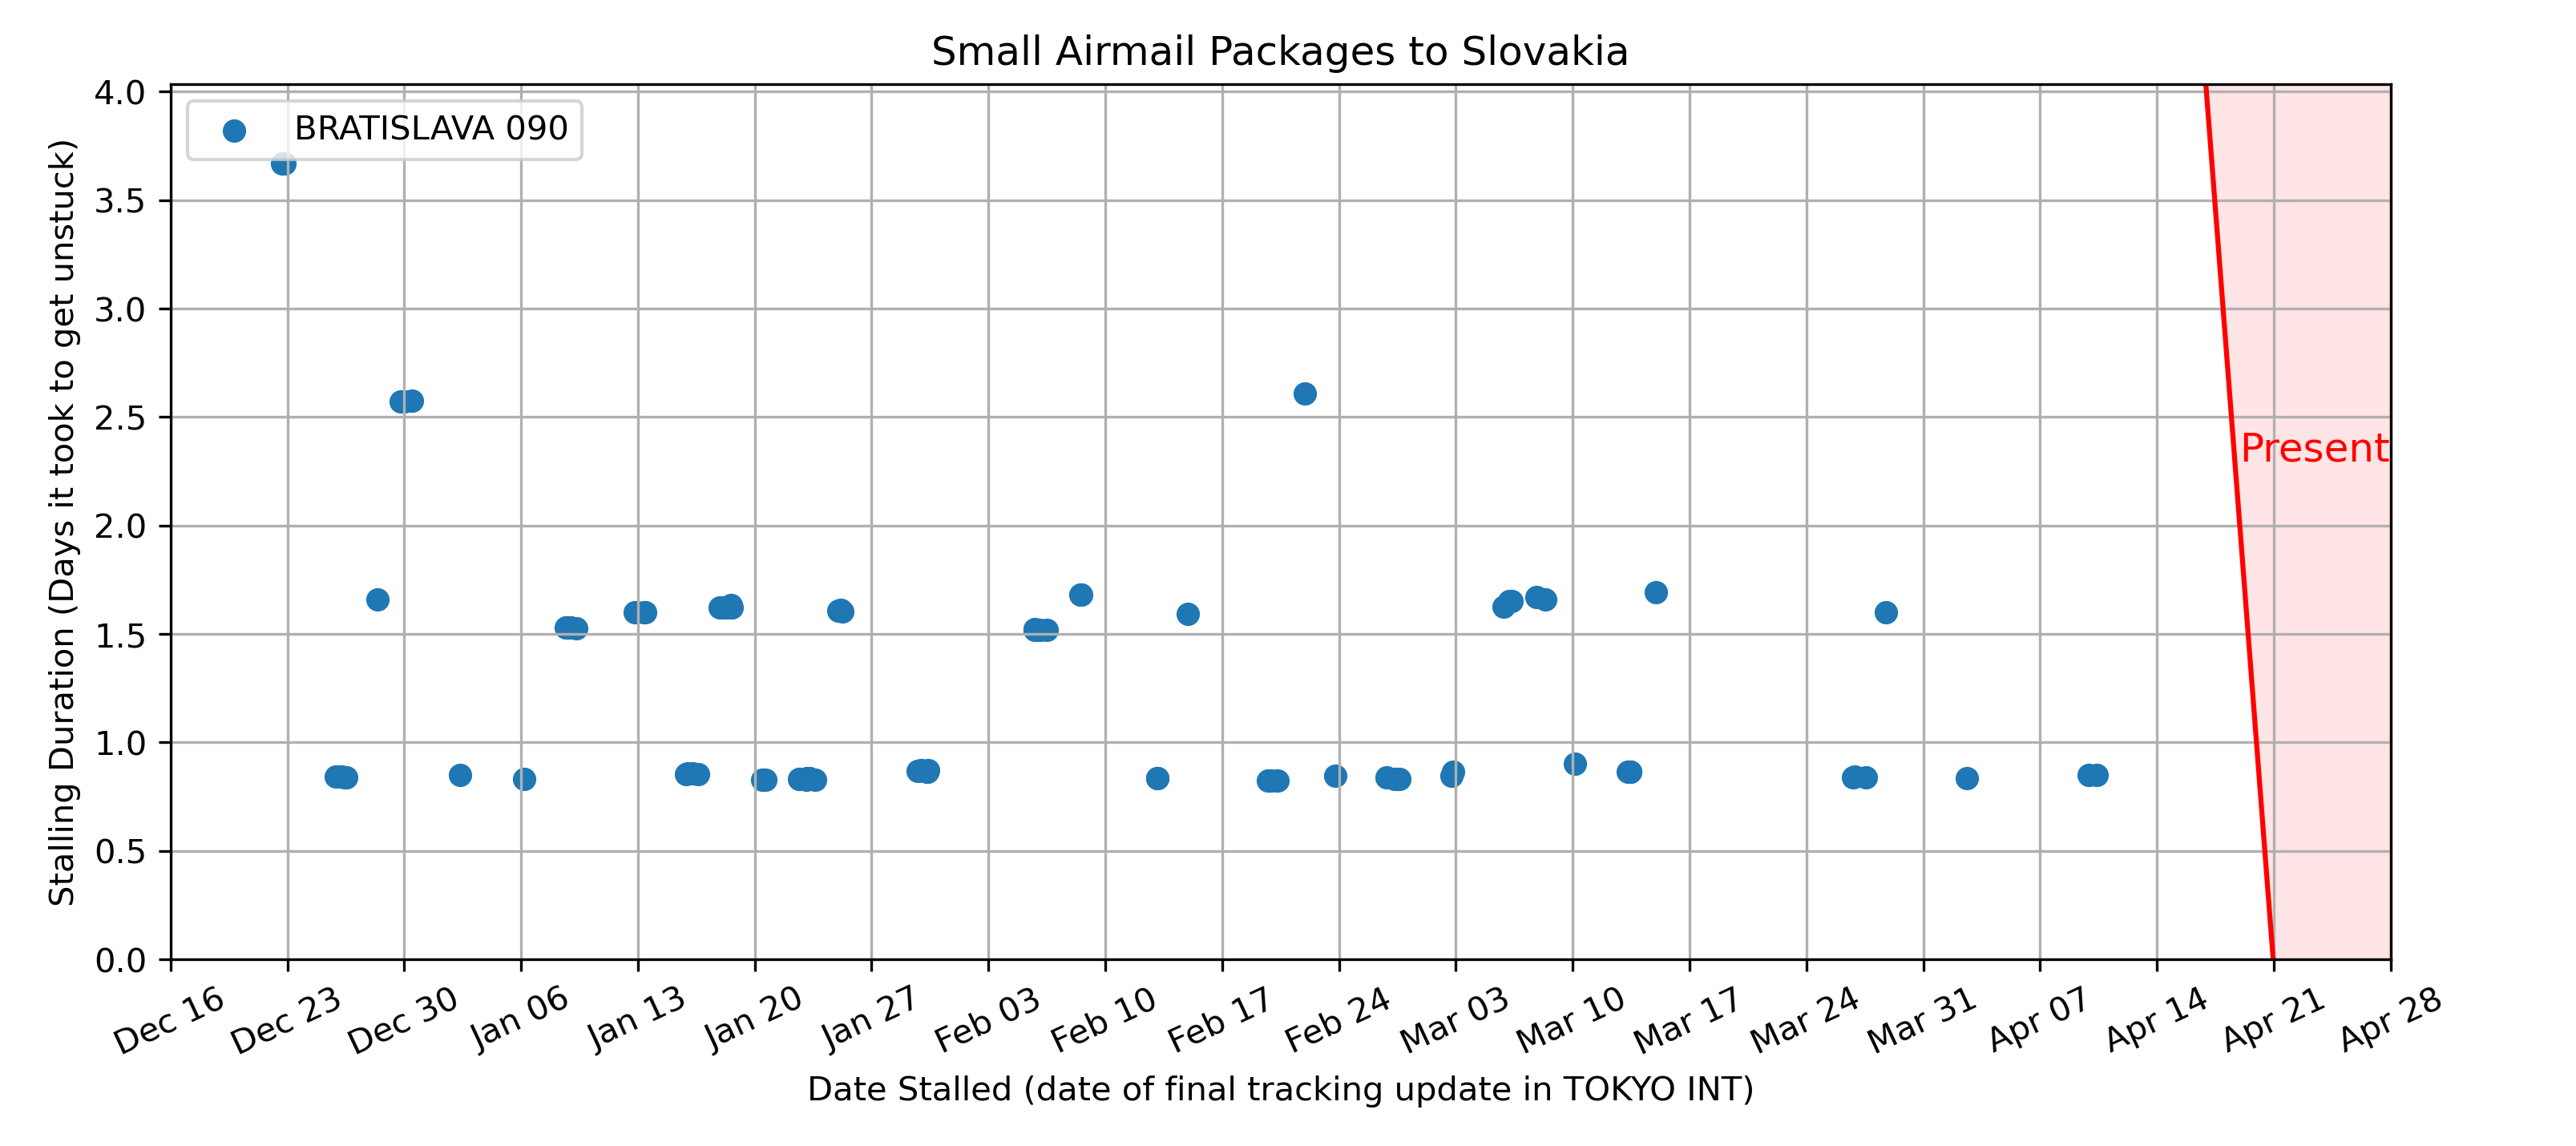 Small Airmail Packages to Slovakia
BRATISLAVA 090
Stalling Duration (Days it took to get unstuck)
4.0
3.5
3.0
2.5
2.0
1.5
1.0
0.5
0.0
Present
Dec 16
Dec 23
Dec 30
Jan 06
Jan 13
Jan 20
Jan 27
Feb 03
Feb 10
Feb 17
Feb 24
Mar 03
Mar 10
Mar 17
Mar 24
Mar 31
Apr 07
Apr 14
Apr 21
Apr 28
Date Stalled (date of final tracking update in TOKYO INT)